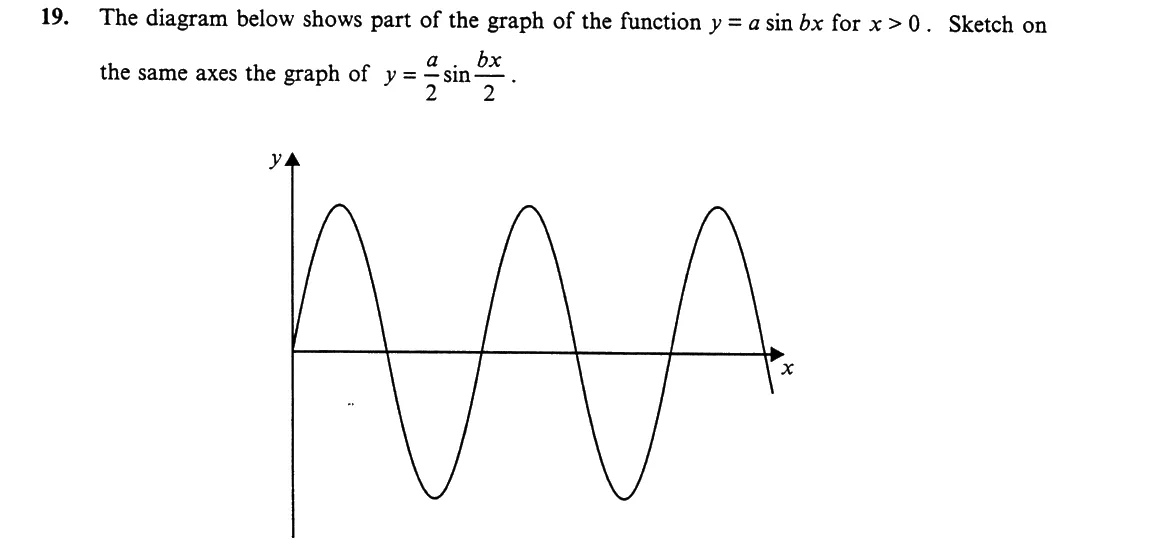 19. The diagram below shows part of the graph of the function y = a sin bx for x > 0 . Sketch on
the same axes the graph of y = a/2 sin bx/2 .
y
x